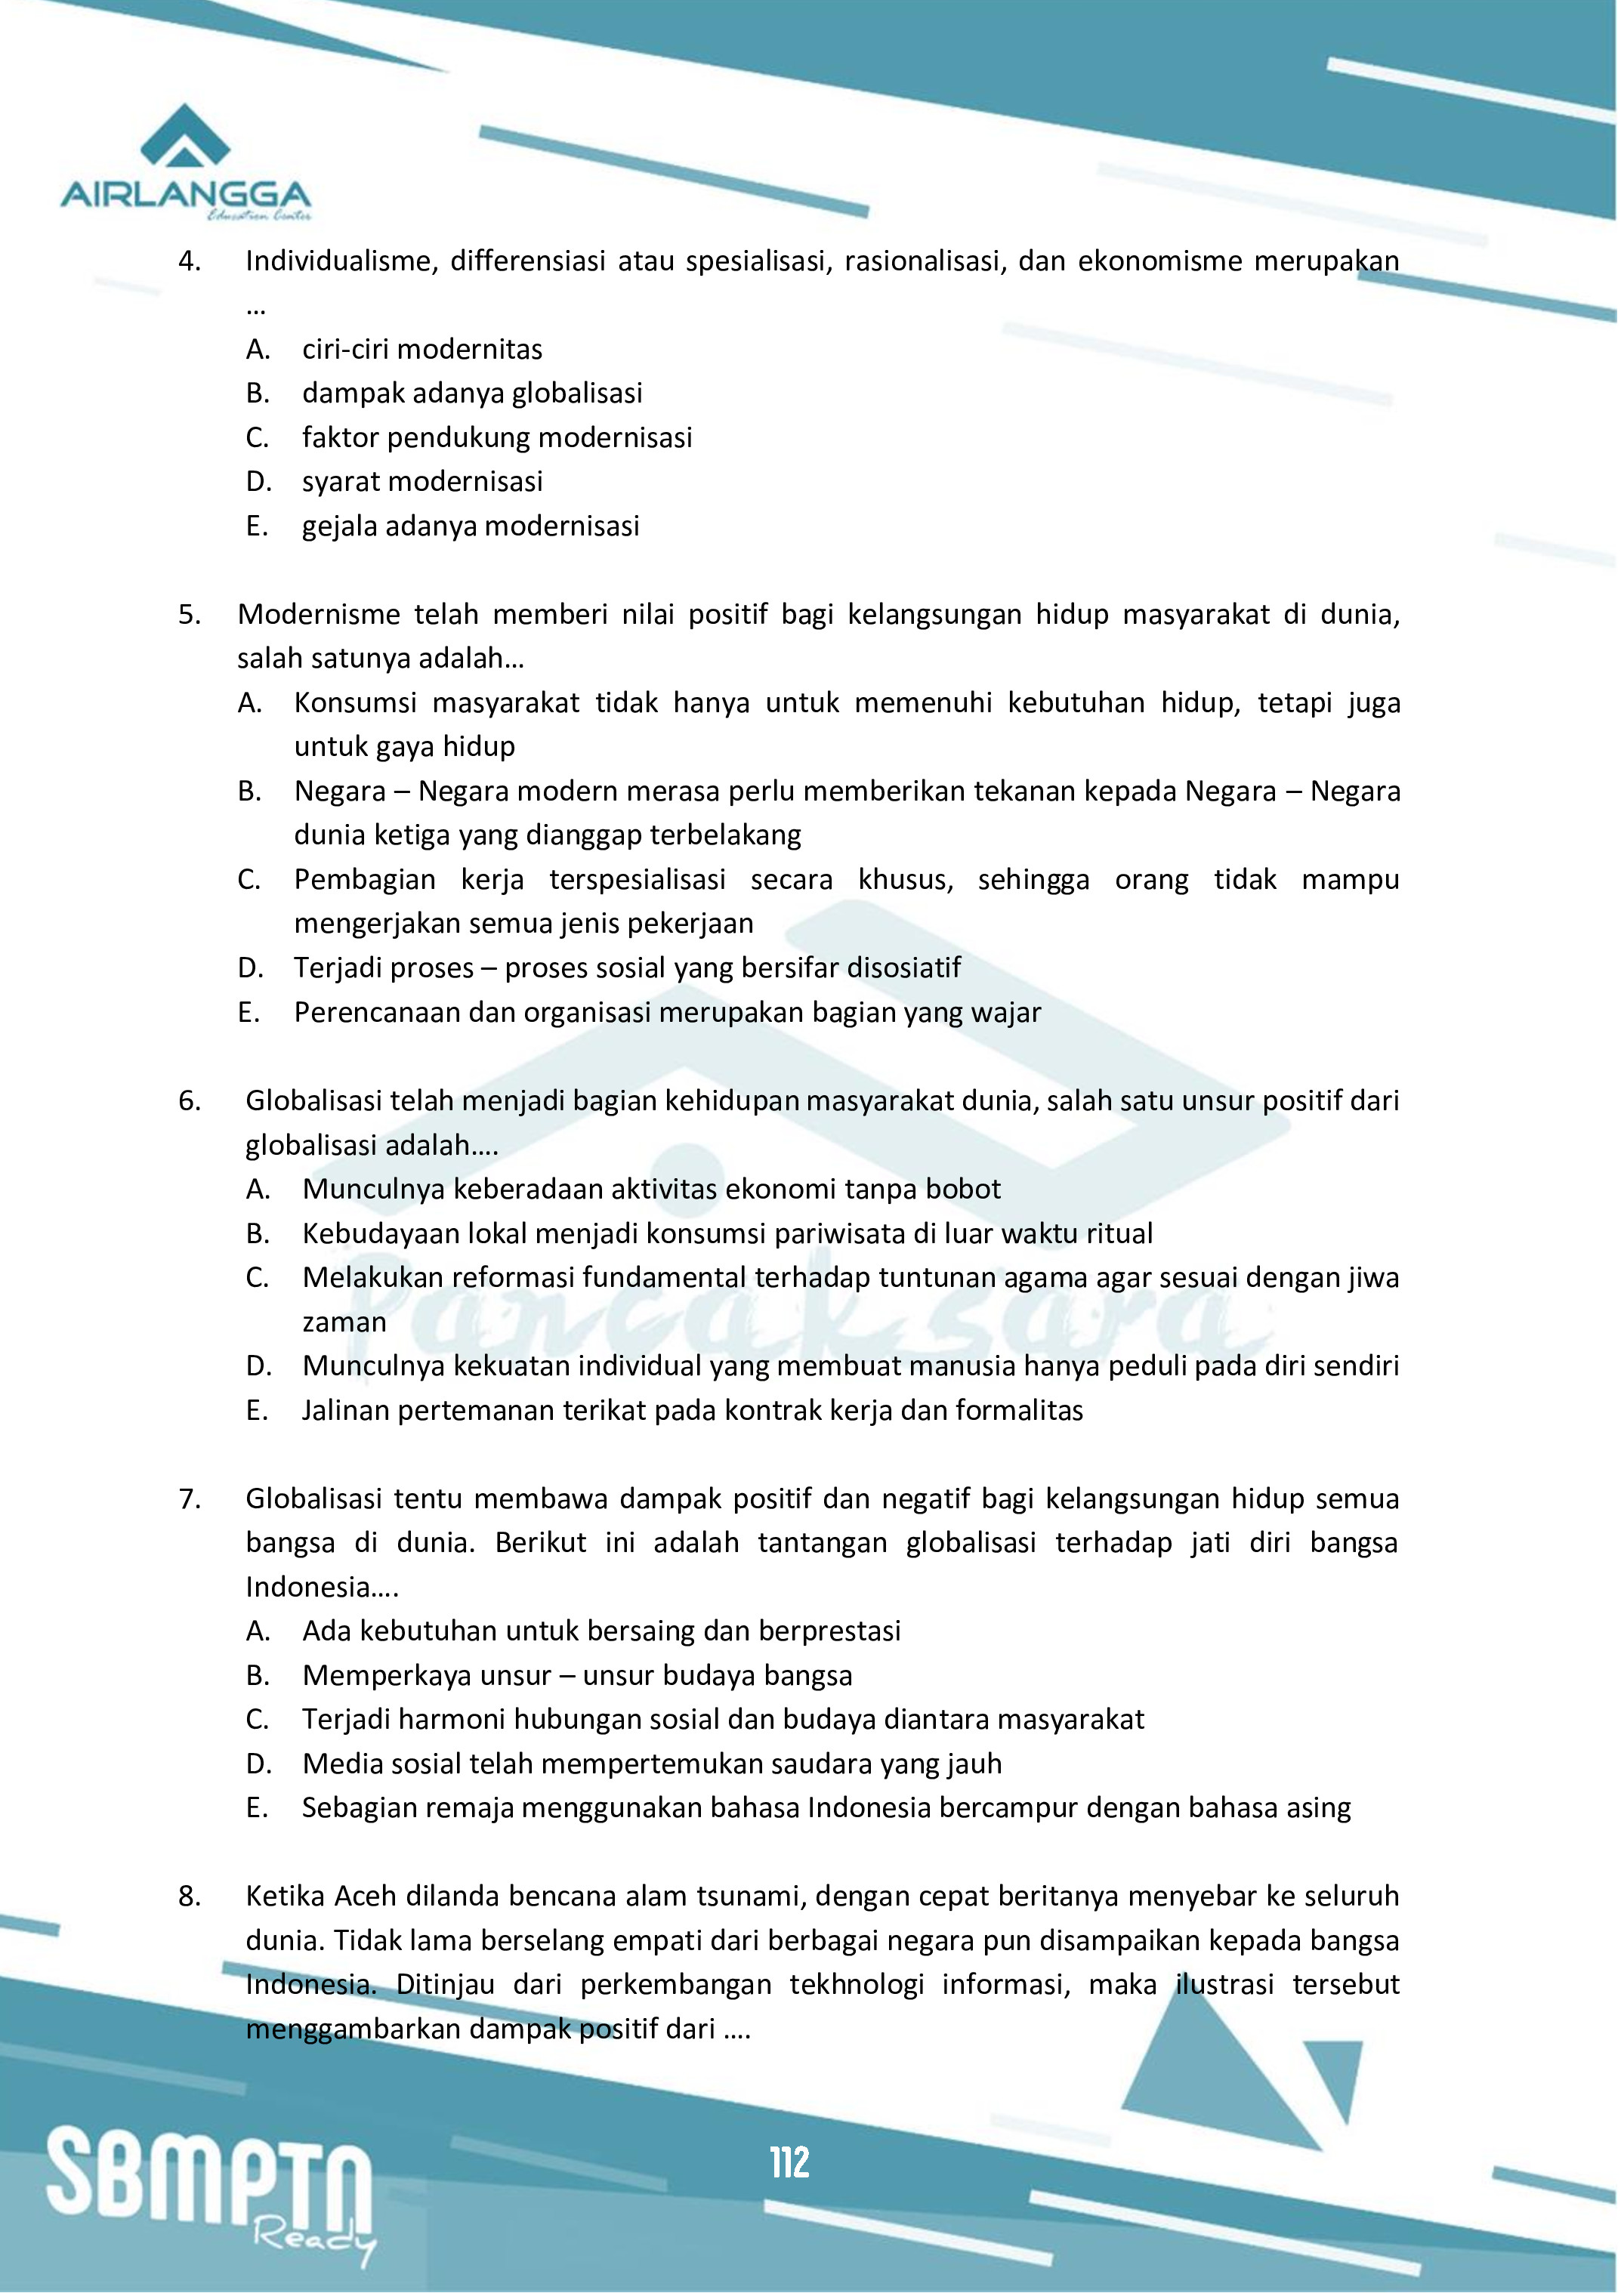 AIRLANGGA
Education Center
4. Individualisme, differensiasi atau spesialisasi, rasionalisasi, dan ekonomisme merupakan
...
A. ciri-ciri modernitas
B. dampak adanya globalisasi
C. faktor pendukung modernisasi
D. syarat modernisasi
E. gejala adanya modernisasi
5. Modernisme telah memberi nilai positif bagi kelangsungan hidup masyarakat di dunia,
salah satunya adalah...
A. Konsumsi masyarakat tidak hanya untuk memenuhi kebutuhan hidup, tetapi juga
untuk gaya hidup
B. Negara – Negara modern merasa perlu memberikan tekanan kepada Negara – Negara
dunia ketiga yang dianggap terbelakang
C. Pembagian kerja terspesialisasi secara khusus, sehingga orang tidak mampu
mengerjakan semua jenis pekerjaan
D. Terjadi proses – proses sosial yang bersifar disosiatif
E. Perencanaan dan organisasi merupakan bagian yang wajar
6. Globalisasi telah menjadi bagian kehidupan masyarakat dunia, salah satu unsur positif dari
globalisasi adalah....
A. Munculnya keberadaan aktivitas ekonomi tanpa bobot
B. Kebudayaan lokal menjadi konsumsi pariwisata di luar waktu ritual
C. Melakukan reformasi fundamental terhadap tuntunan agama agar sesuai dengan jiwa
zaman
Pancaksara
D. Munculnya kekuatan individual yang membuat manusia hanya peduli pada diri sendiri
E. Jalinan pertemanan terikat pada kontrak kerja dan formalitas
7. Globalisasi tentu membawa dampak positif dan negatif bagi kelangsungan hidup semua
bangsa di dunia. Berikut ini adalah tantangan globalisasi terhadap jati diri bangsa
Indonesia....
A. Ada kebutuhan untuk bersaing dan berprestasi
B. Memperkaya unsur – unsur budaya bangsa
C. Terjadi harmoni hubungan sosial dan budaya diantara masyarakat
D. Media sosial telah mempertemukan saudara yang jauh
E. Sebagian remaja menggunakan bahasa Indonesia bercampur dengan bahasa asing
8. Ketika Aceh dilanda bencana alam tsunami, dengan cepat beritanya menyebar ke seluruh
dunia. Tidak lama berselang empati dari berbagai negara pun disampaikan kepada bangsa
Indonesia. Ditinjau dari perkembangan tekhnologi informasi, maka ilustrasi tersebut
menggambarkan dampak positif dari ....
SBMPTN
Ready
112